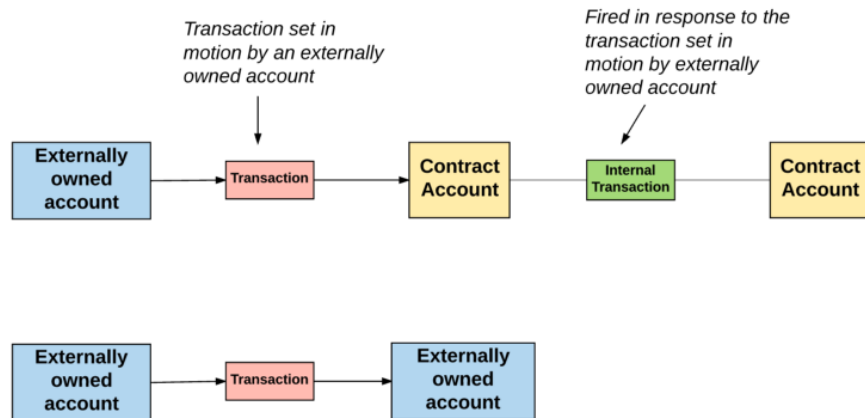 Transaction set in
motion by an externally
owned account
Fired in response to the
transaction set in
motion by externally
owned account
Externally
owned
account
Transaction
Contract
Account
Internal
Transaction
Contract
Account
Externally
owned
account
Transaction
Externally
owned
account